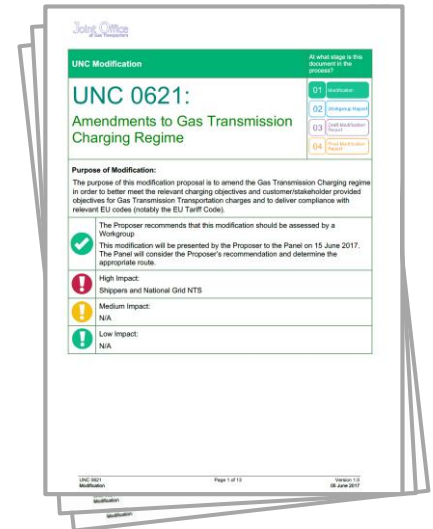 Joint Office
of Gas Transporters
UNC Modification
At what stage is this
document in the
process?
UNC 0621:
Amendments to Gas Transmission
Charging Regime
01 Modification
02 Workgroup Report
03 Draft Modification
Report
04 Final Modification
Report
Purpose of Modification:
The purpose of this modification proposal is to amend the Gas Transmission Charging regime
in order to better meet the relevant charging objectives and customer/stakeholder provided
objectives for Gas Transmission Transportation charges and to deliver compliance with
relevant EU codes (notably the EU Tariff Code).
The Proposer recommends that this modification should be assessed by a
Workgroup
This modification will be presented by the Proposer to the Panel on 15 June 2017.
The Panel will consider the Proposer's recommendation and determine the
appropriate route.
High Impact:
Shippers and National Grid NTS
Medium Impact:
N/A
Low Impact:
N/A
UNC 0621
Modification
Page 1 of 13
Version 1.0
05 June 2017
Modification
Modification